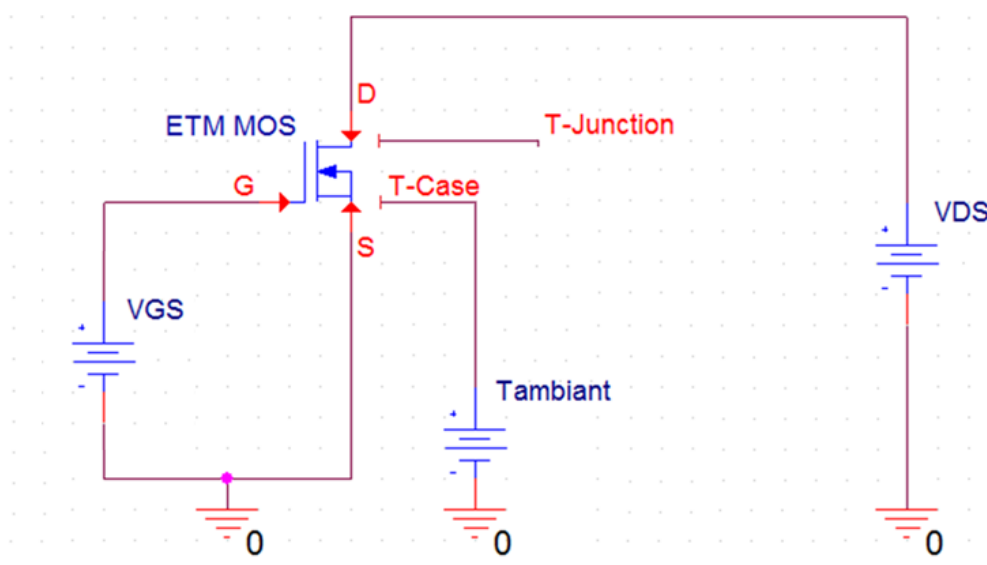 D
ETM MOS
T-Junction
G
T-Case
S
VDS
+
-
VGS
+
-
Tambiant
+
-
0
0
0